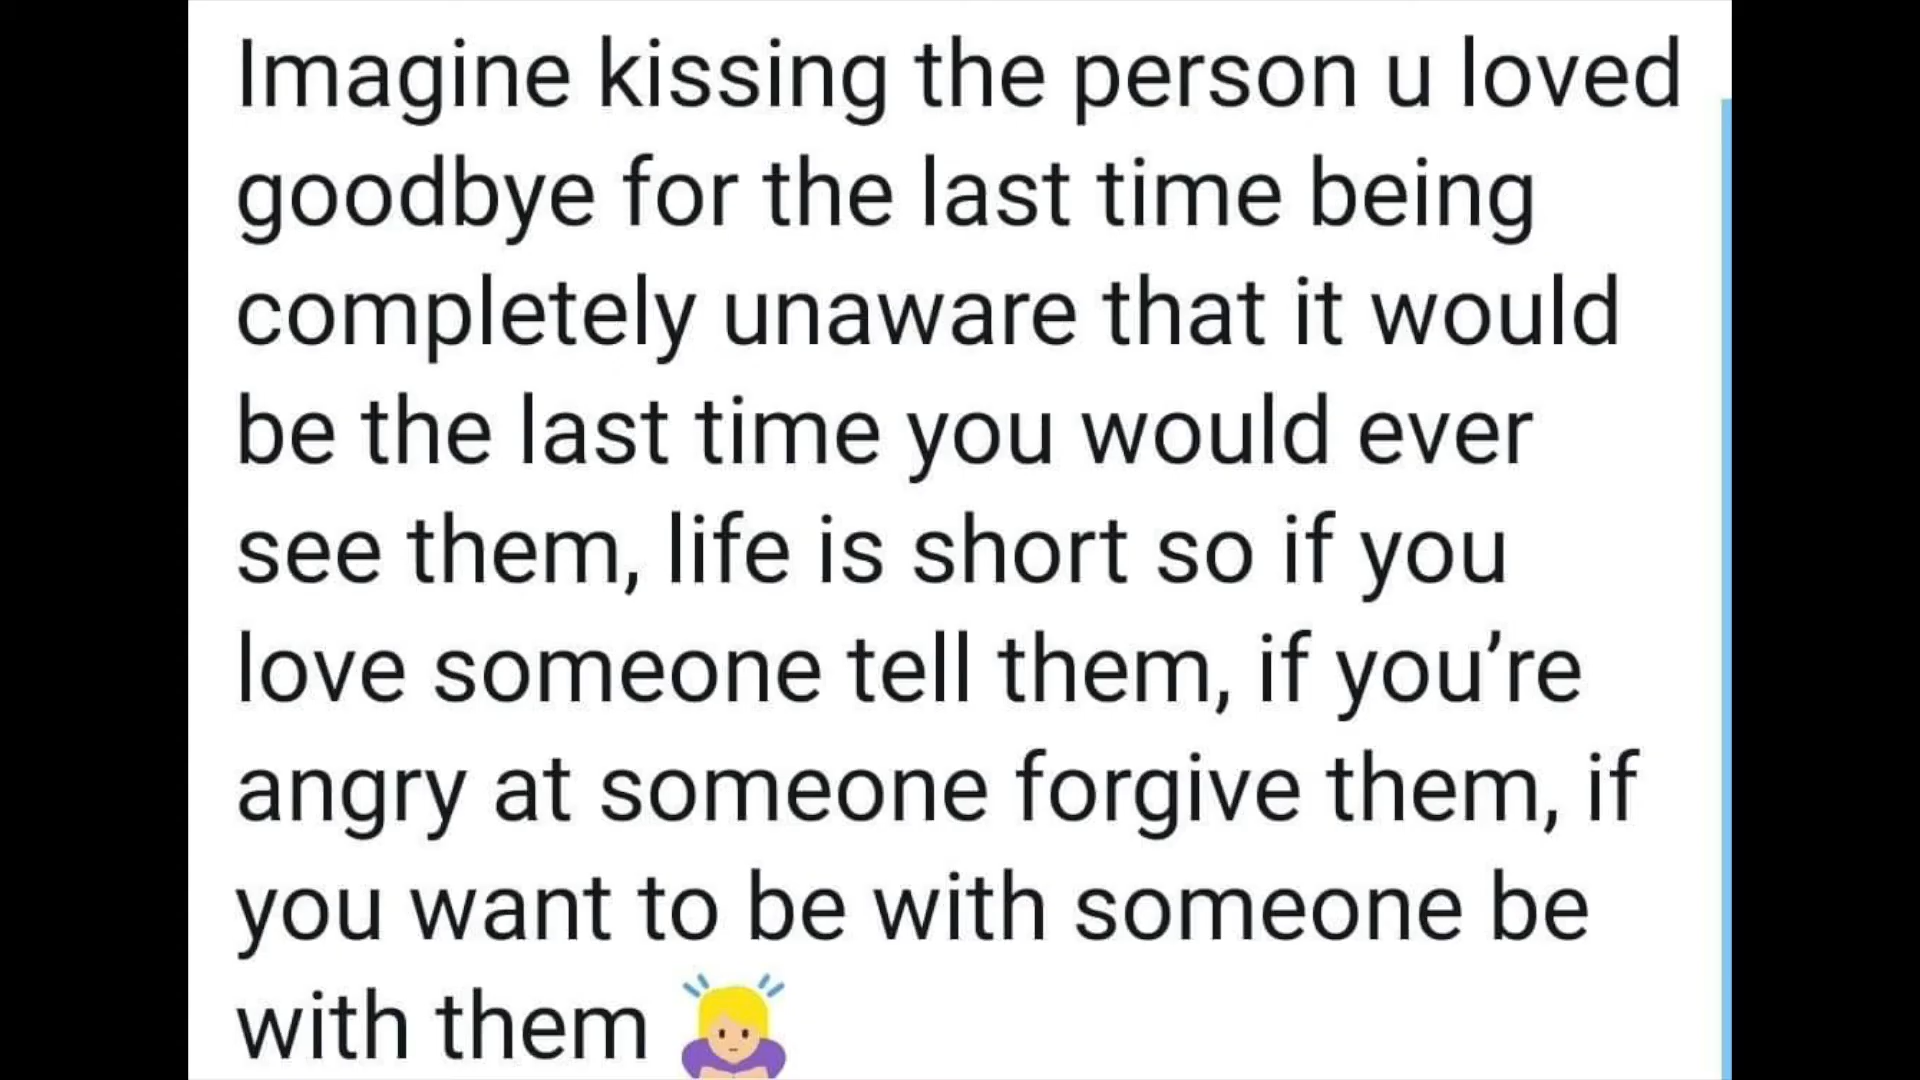 Imagine kissing the person u loved
goodbye for the last time being
completely unaware that it would
be the last time you would ever
see them, life is short so if you
love someone tell them, if you’re
angry at someone forgive them, if
you want to be with someone be
with them 🙇🏼‍♀️